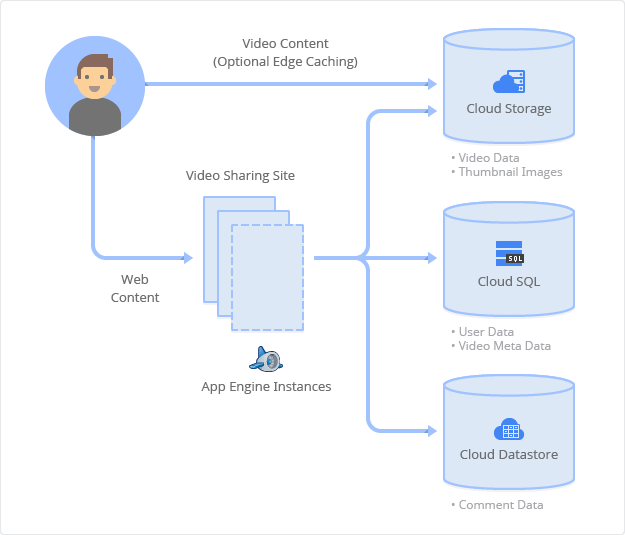 Video Content
(Optional Edge Caching)
Cloud Storage
• Video Data
• Thumbnail Images
Video Sharing Site
Web
Content
App Engine Instances
SQL
Cloud SQL
• User Data
• Video Meta Data
Cloud Datastore
• Comment Data